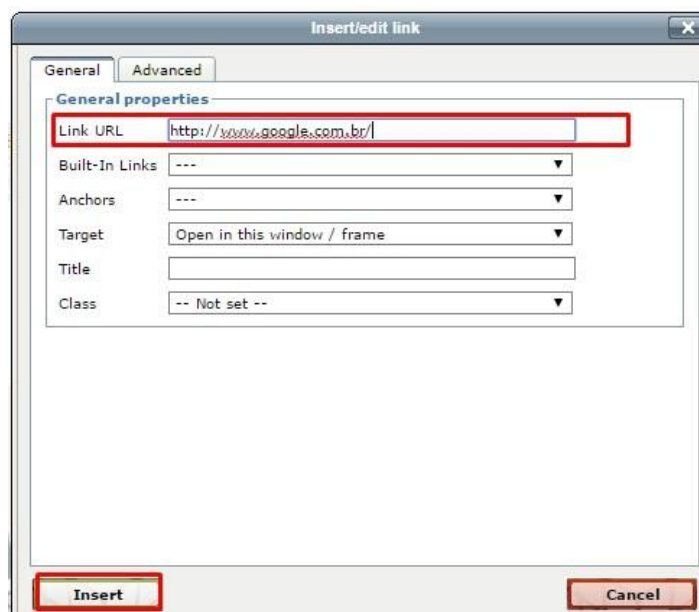 Insert/edit link
General Advanced
General properties
Link URL http://www.google.com.br/
Built-In Links ---
Anchors ---
Target Open in this window / frame
Title
Class -- Not set --
Insert Cancel